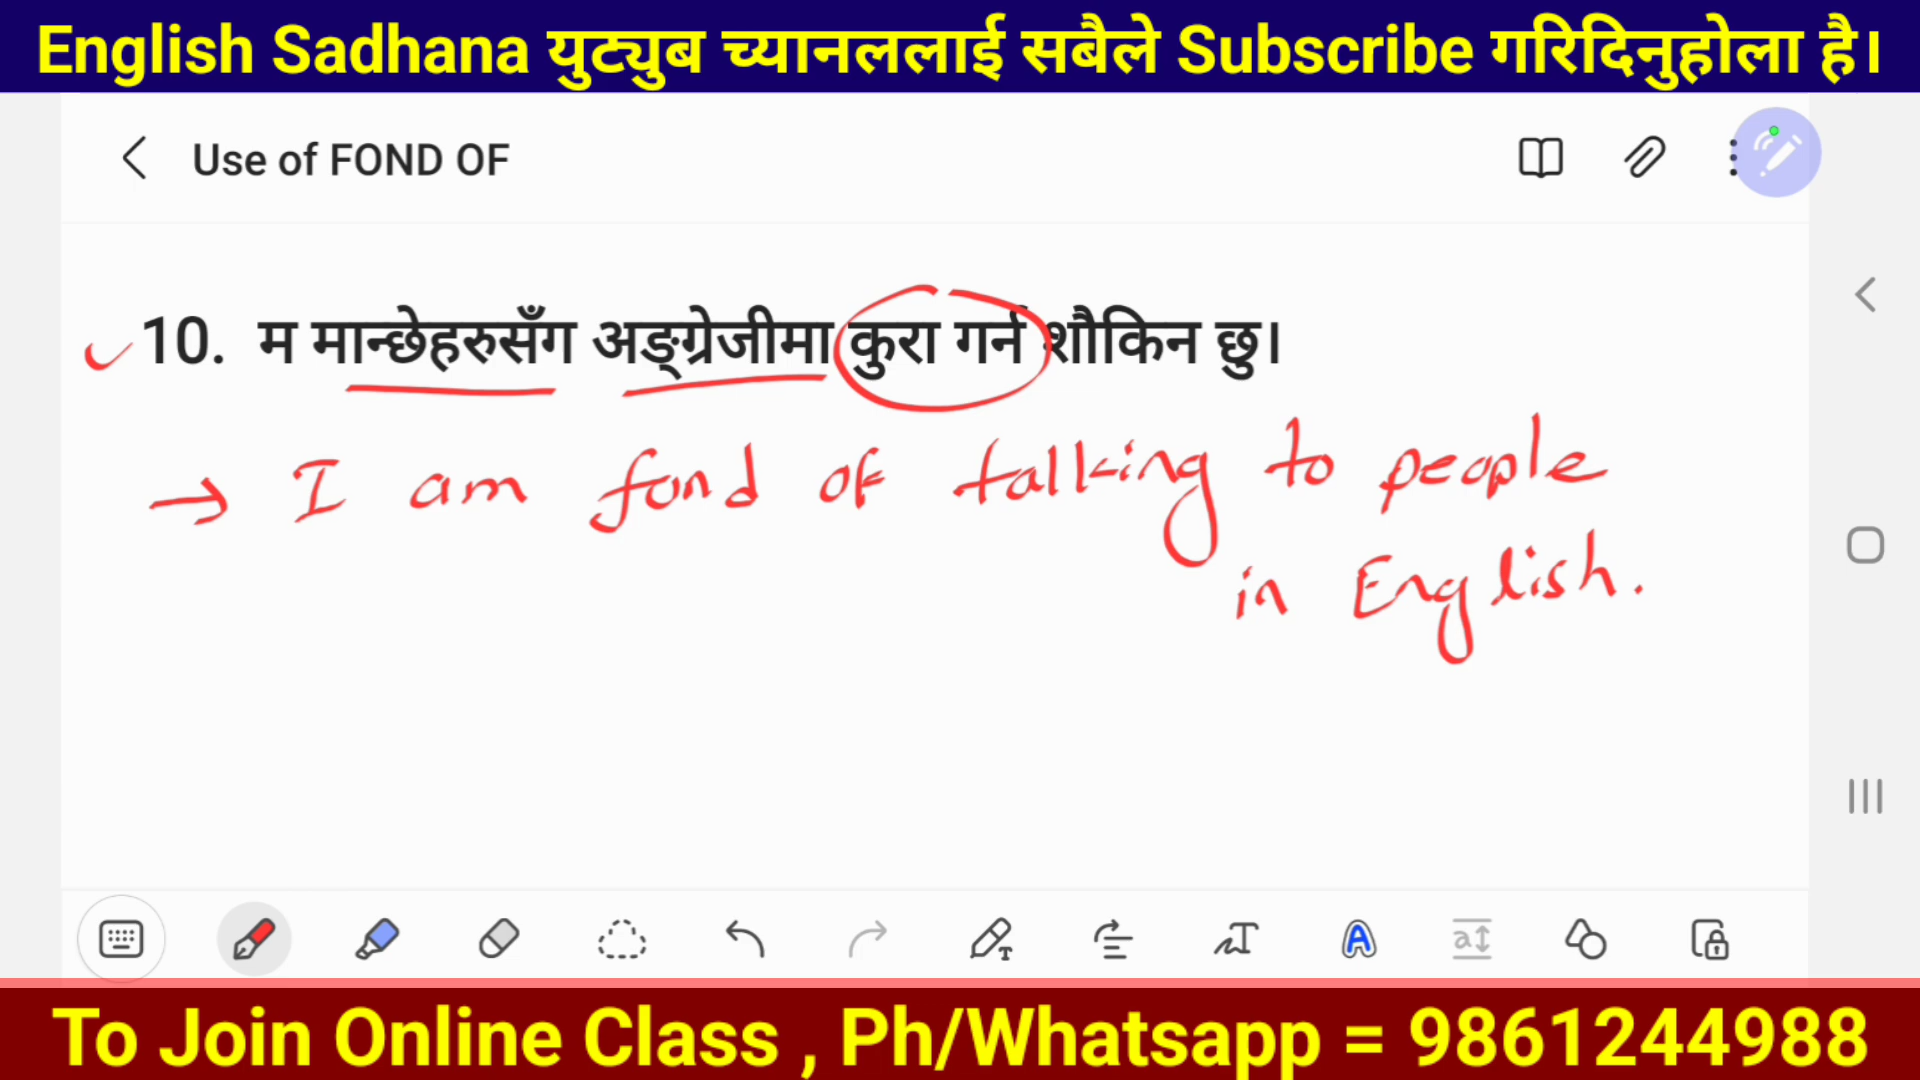 English Sadhana युट्युब च्यानललाई सबैले Subscribe गरिदिनुहोला है।
Use of FOND OF
10. म मान्छेहरुसँग अङ्ग्रेजीमा कुरा गर्न शौकिन छु।
→ I am fond of talking to people
in English.
To Join Online Class , Ph/Whatsapp = 9861244988